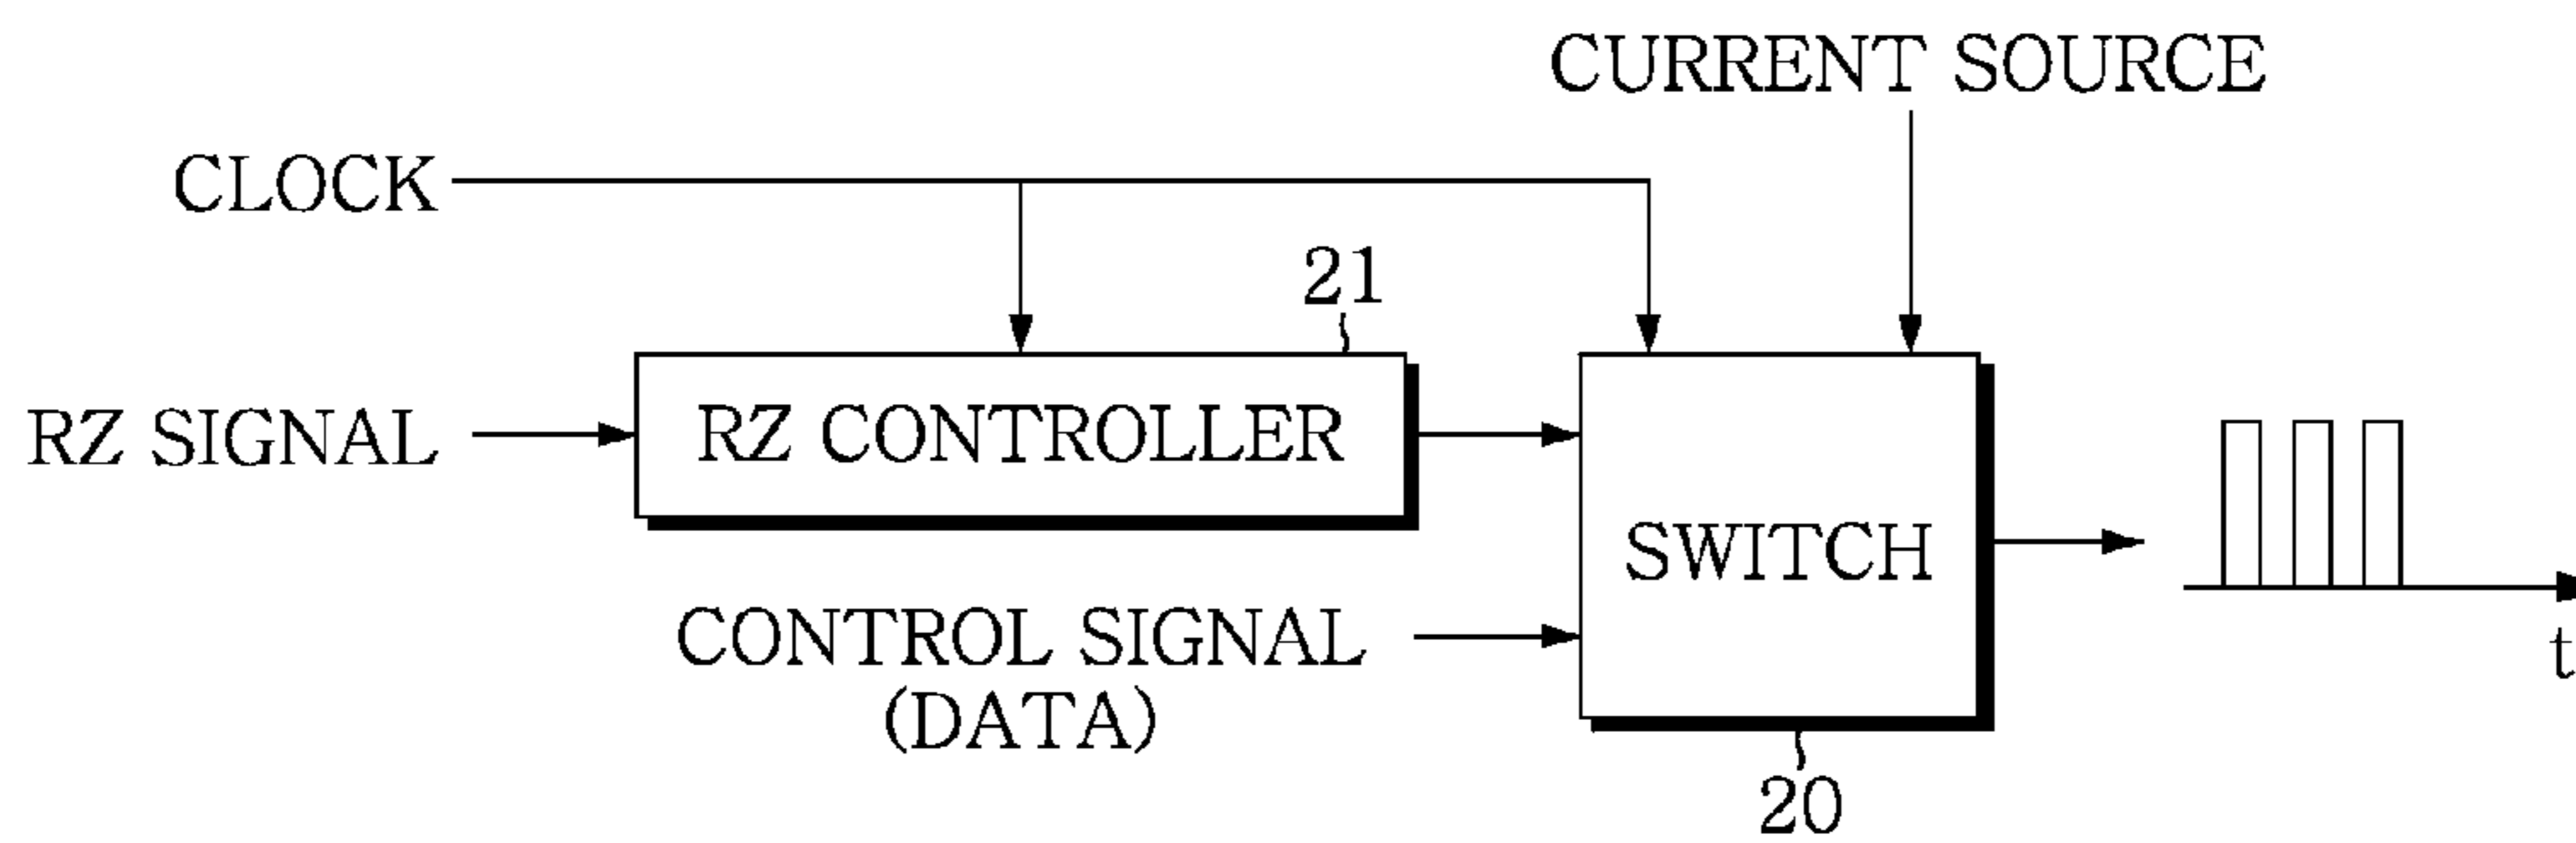 CURRENT SOURCE
CLOCK
21
RZ SIGNAL
RZ CONTROLLER
SWITCH
CONTROL SIGNAL
(DATA)
t
20